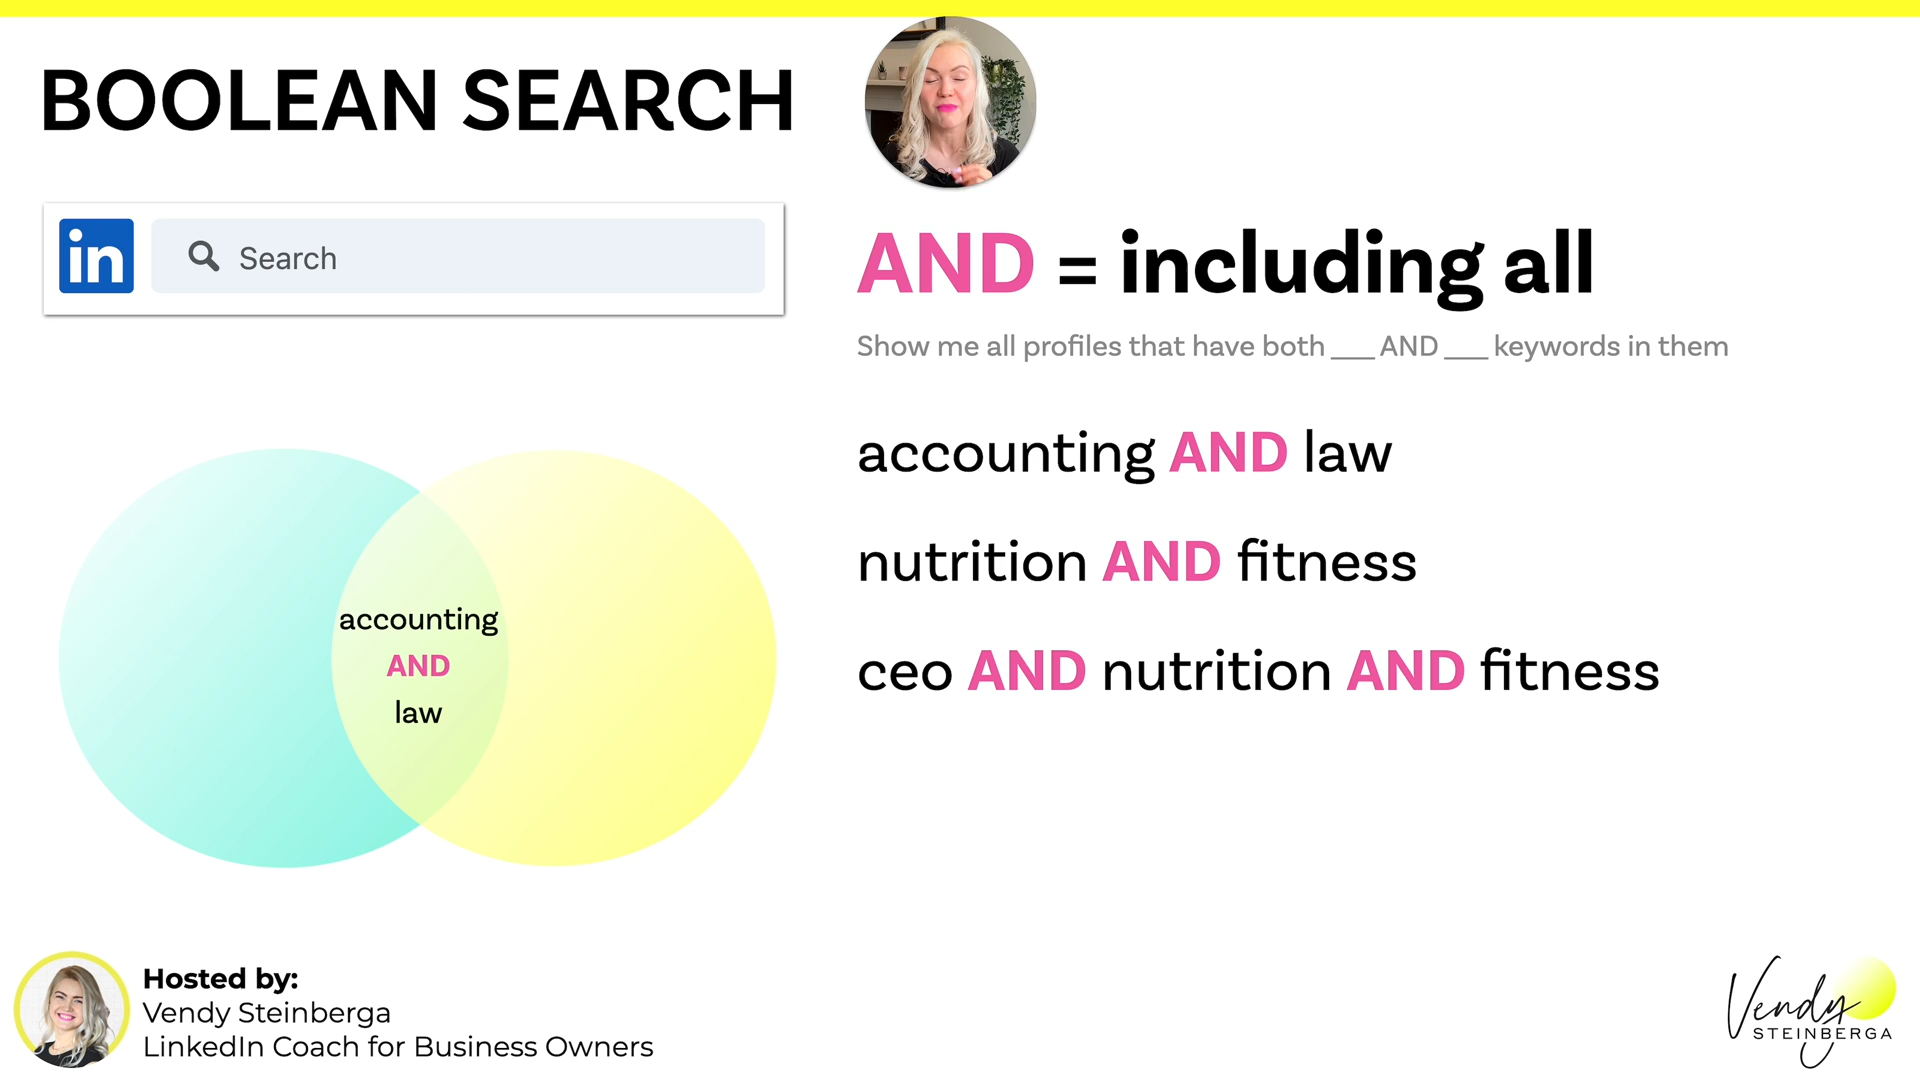 BOOLEAN SEARCH
in Search
AND = including all
Show me all profiles that have both ___ AND ___ keywords in them
accounting AND law
nutrition AND fitness
ceo AND nutrition AND fitness
accounting
AND
law
Hosted by:
Vendy Steinberga
LinkedIn Coach for Business Owners
Vendy
STEINBERGA